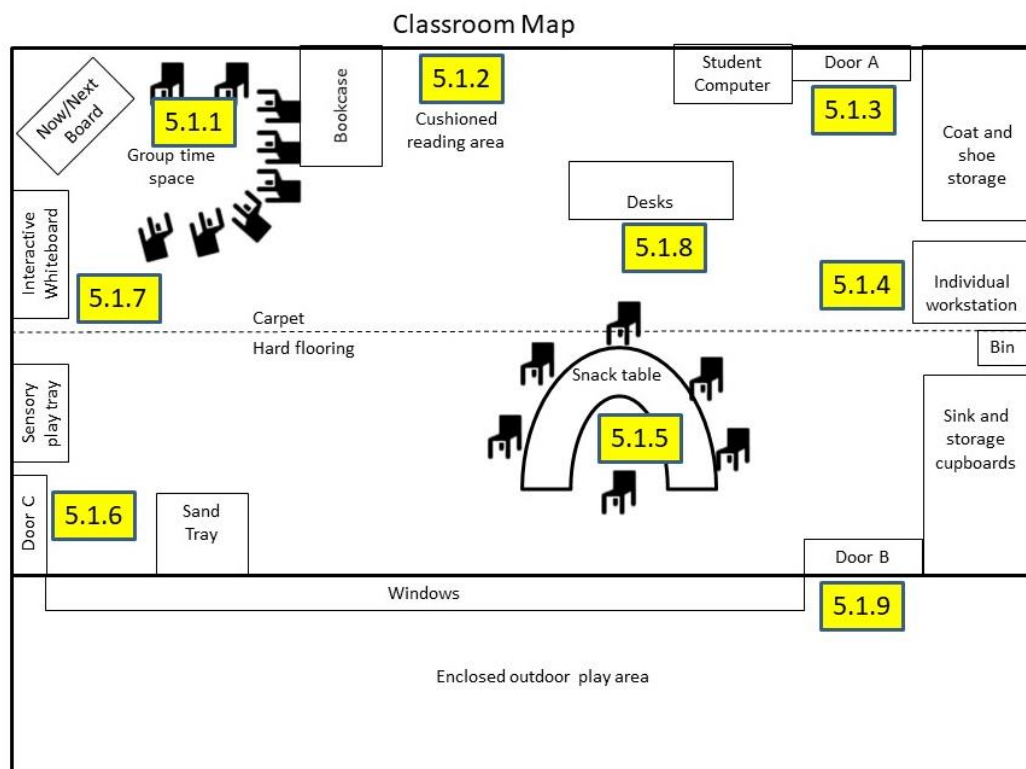 Classroom Map
Now/Next
Board
5.1.1
Group time
space
Bookcase
5.1.2
Cushioned
reading area
Student
Computer
Door A
5.1.3
Coat and
shoe
storage
Interactive
Whiteboard
5.1.7
Desks
5.1.8
5.1.4
Individual
workstation
Carpet
Hard flooring
Bin
Sensory
play tray
Snack table
5.1.5
Sink and
storage
cupboards
Door C
5.1.6
Sand
Tray
Door B
Windows
5.1.9
Enclosed outdoor play area